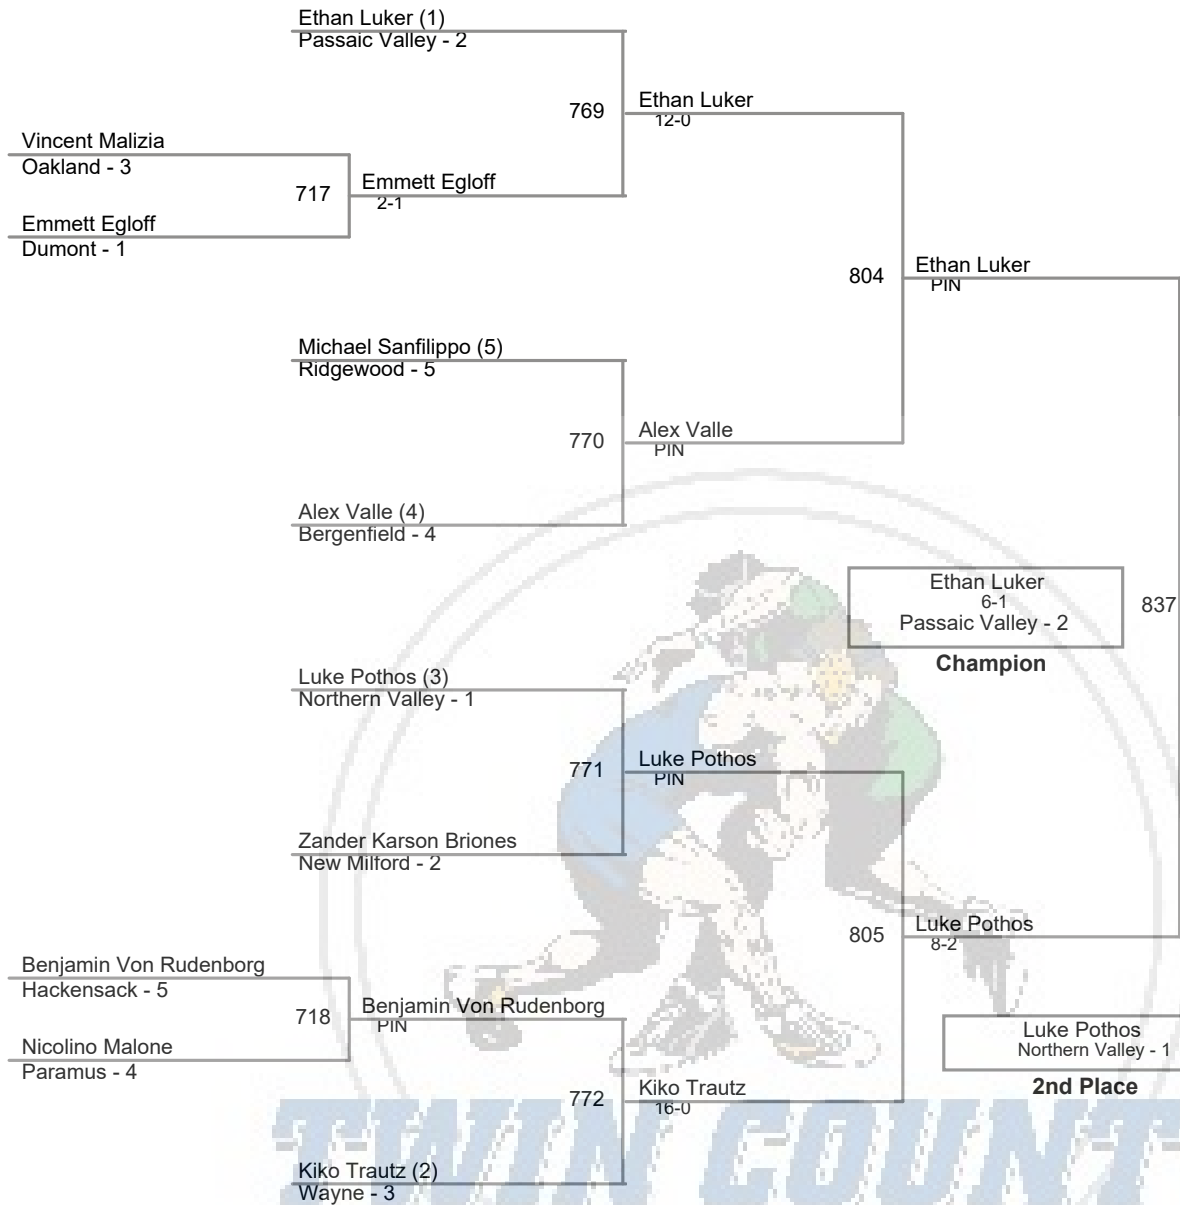 Ethan Luker (1)
Passaic Valley - 2
769
Ethan Luker
12-0
Vincent Malizia
Oakland - 3
717
Emmett Egloff
2-1
Emmett Egloff
Dumont - 1
804
Ethan Luker
PIN
Michael Sanfilippo (5)
Ridgewood - 5
770
Alex Valle
PIN
Alex Valle (4)
Bergenfield - 4
Ethan Luker
6-1
Passaic Valley - 2
837
Champion
Luke Pothos (3)
Northern Valley - 1
771
Luke Pothos
PIN
Zander Karson Briones
New Milford - 2
805
Luke Pothos
8-2
Benjamin Von Rudenborg
Hackensack - 5
718
Benjamin Von Rudenborg
PIN
Nicolino Malone
Paramus - 4
Luke Pothos
Northern Valley - 1
2nd Place
772
Kiko Trautz
16-0
Kiko Trautz (2)
Wayne - 3
TWIN COUNT